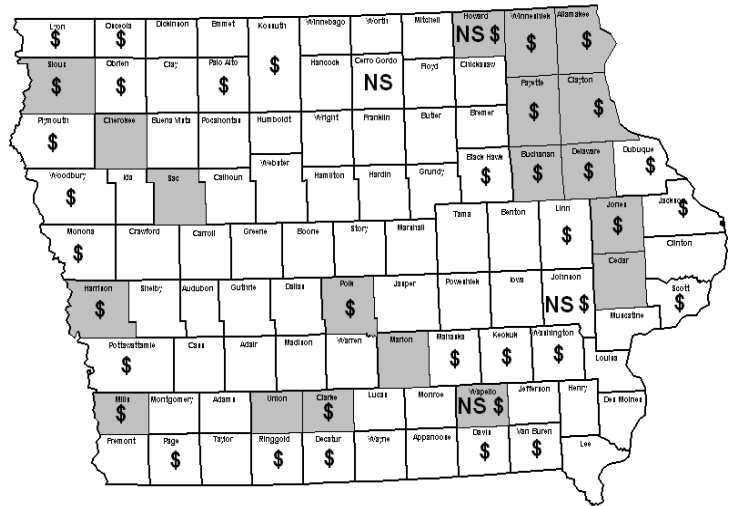 Lyon Osceola Dickinson Emmet Kossuth Winnebago Worth Mitchell Howard Winneshiek Allamakee
$ $ $ NS $ $ $
Sioux Obrien Clay Palo Alto Hancock Cerro Gordo Floyd Chickasaw
$ $ $ NS
Fayette Clayton
$ $
Plymouth Cherokee Buena Vista Pocahontas Humboldt Wright Franklin Butler Bremer
$
Woodbury Ida Sac Calhoun Webster Hamilton Hardin Grundy Black Hawk Buchanan Delaware Dubuque
$ $ $ $ $
Monona Crawford Carroll Greene Boone Story Marshall Tama Benton Linn Jones Jackson
$ $ $ $
Clinton
Cedar
Harrison Shelby Audubon Guthrie Dallas Polk Jasper Poweshiek Iowa Johnson Scott
$ $ NS $ $
Muscatine
Pottawattamie Cass Adair Madison Warren Marion Mahaska Keokuk Washington Louisa
$ $ $ $
Mills Montgomery Adams Union Clarke Lucas Monroe Wapello Jefferson Henry Des Moines
$ $ NS $
Fremont Page Taylor Ringgold Decatur Wayne Appanoose Davis Van Buren Lee
$ $ $ $ $